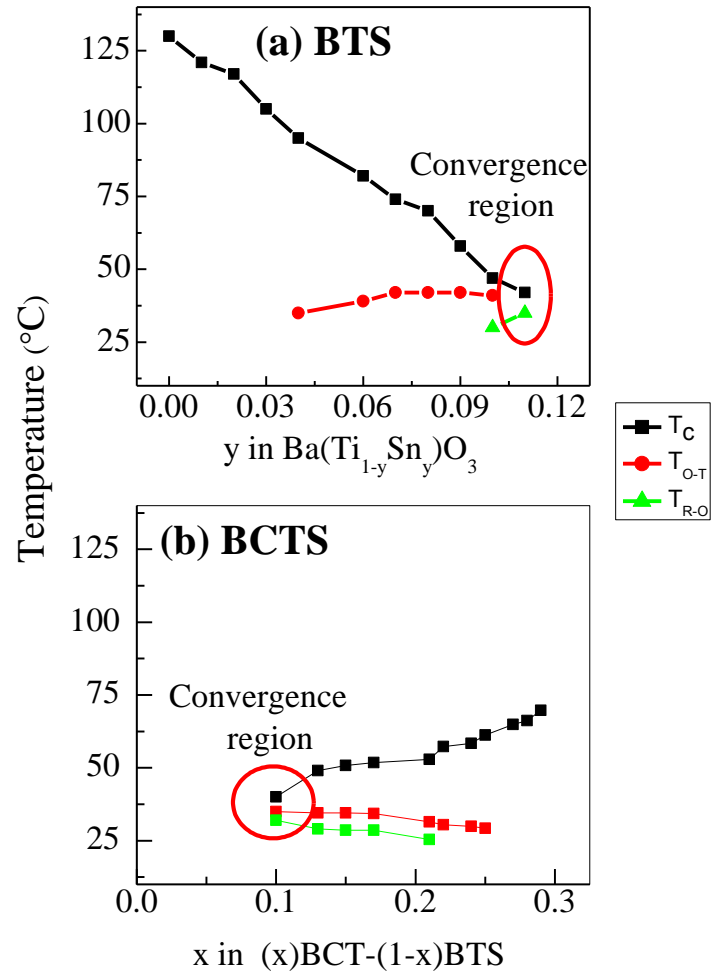 (a) BTS
125
100
75
50
25
Convergence
region
0.00 0.03 0.06 0.09 0.12
y in Ba(Ti1-ySny)O3
Temperature (°C)
TC
TO-T
TR-O
(b) BCTS
125
100
75
50
25
Convergence
region
0.0 0.1 0.2 0.3
x in (x)BCT-(1-x)BTS